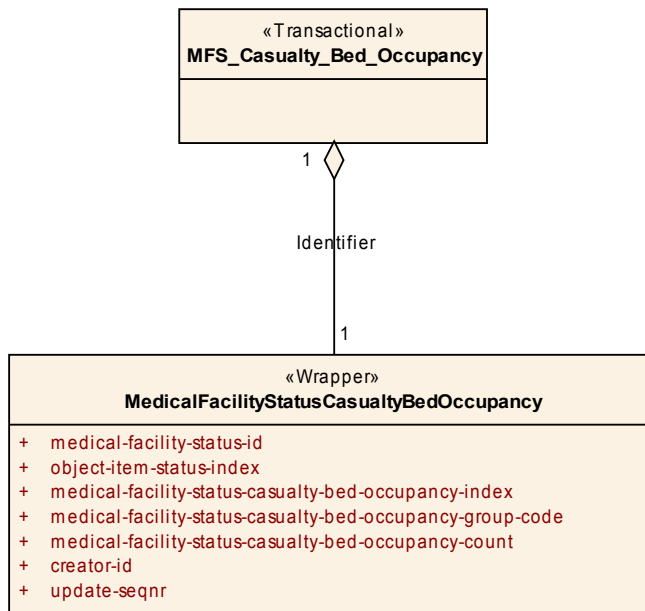 «Transactional»
MFS_Casualty_Bed_Occupancy
1
Identifier
1
«Wrapper»
MedicalFacilityStatusCasualtyBedOccupancy
+ medical-facility-status-id
+ object-item-status-index
+ medical-facility-status-casualty-bed-occupancy-index
+ medical-facility-status-casualty-bed-occupancy-group-code
+ medical-facility-status-casualty-bed-occupancy-count
+ creator-id
+ update-seqnr